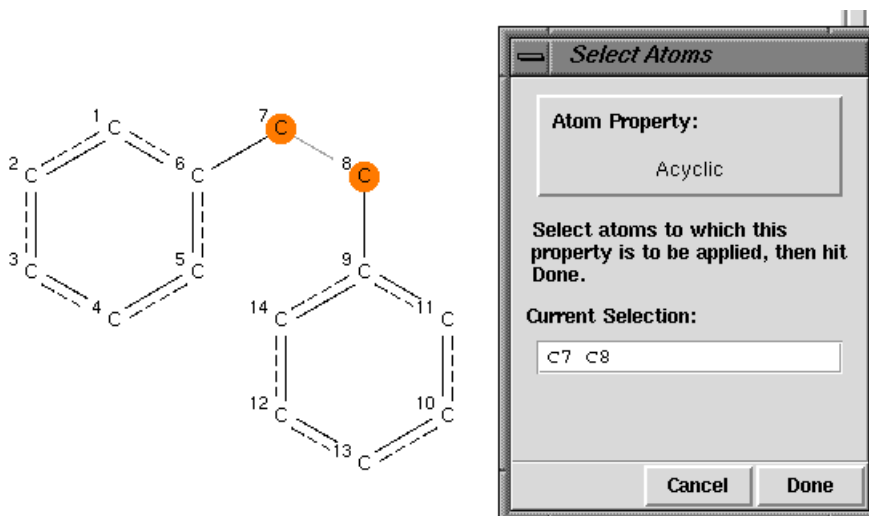 Select Atoms
Atom Property:
Acyclic
Select atoms to which this
property is to be applied, then hit
Done.
Current Selection:
C7 C8
Cancel Done
1 C
2 C
3 C
4 C
5 C
6 C
7 C
8 C
9 C
14 C
11 C
12 C
10 C
13 C